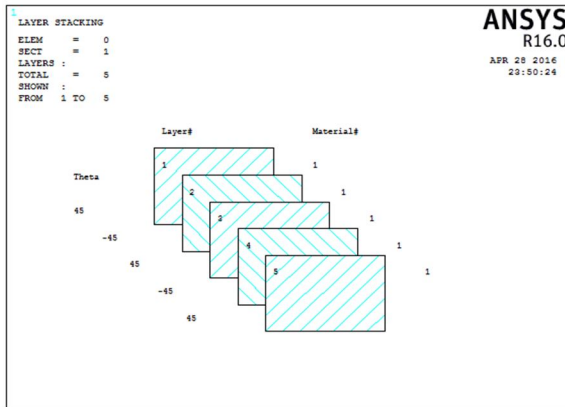 1
LAYER STACKING
ELEM = 0
SECT = 1
LAYERS :
TOTAL = 5
SHOWN :
FROM 1 TO 5
ANSYS
R16.0
APR 28 2016
23:50:24
Layer# Material#
Theta
1 1
45 2 1
-45 3 1
45 4 1
-45 5 1
45